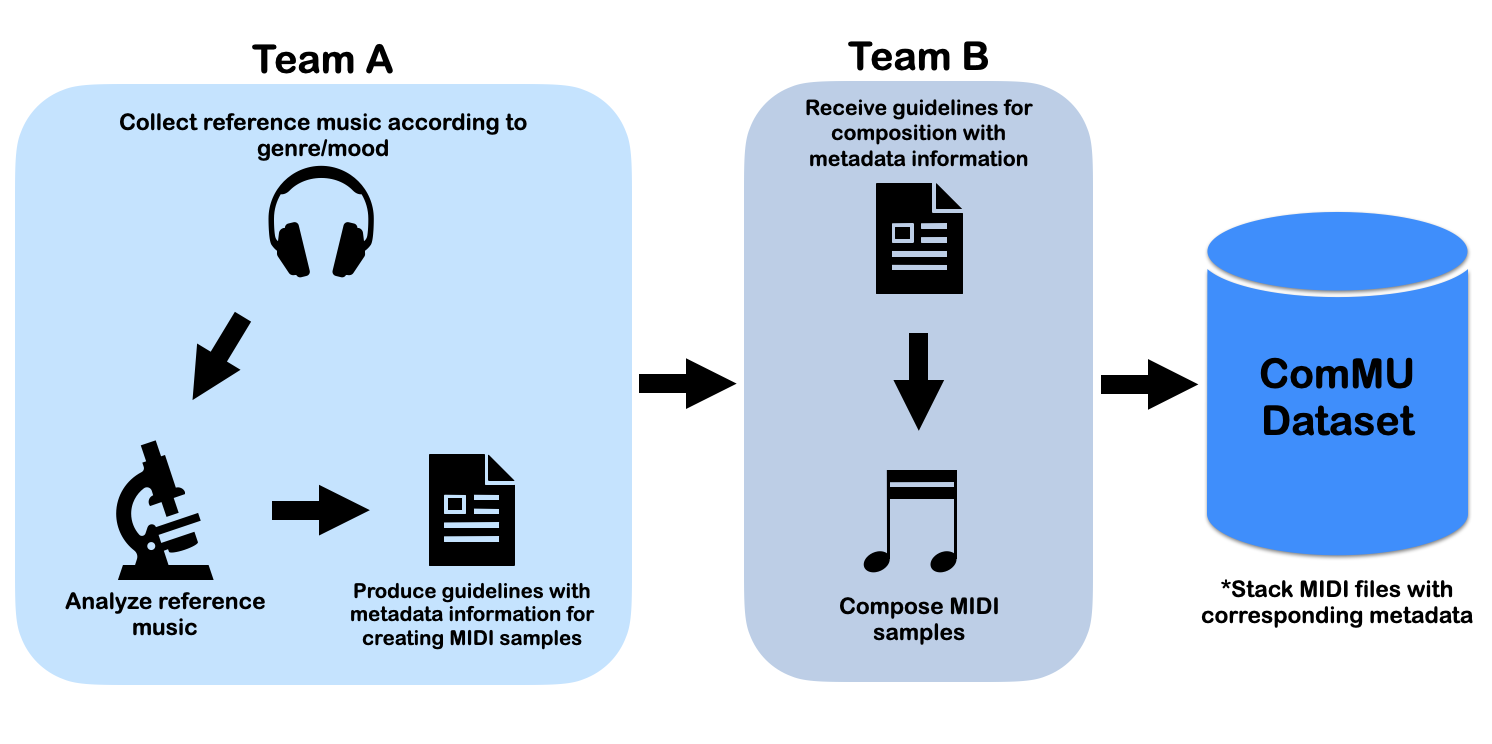 Team A
Collect reference music according to
genre/mood
Analyze reference
music
Produce guidelines with
metadata information for
creating MIDI samples
Team B
Receive guidelines for
composition with
metadata information
Compose MIDI
samples
ComMU
Dataset
*Stack MIDI files with
corresponding metadata